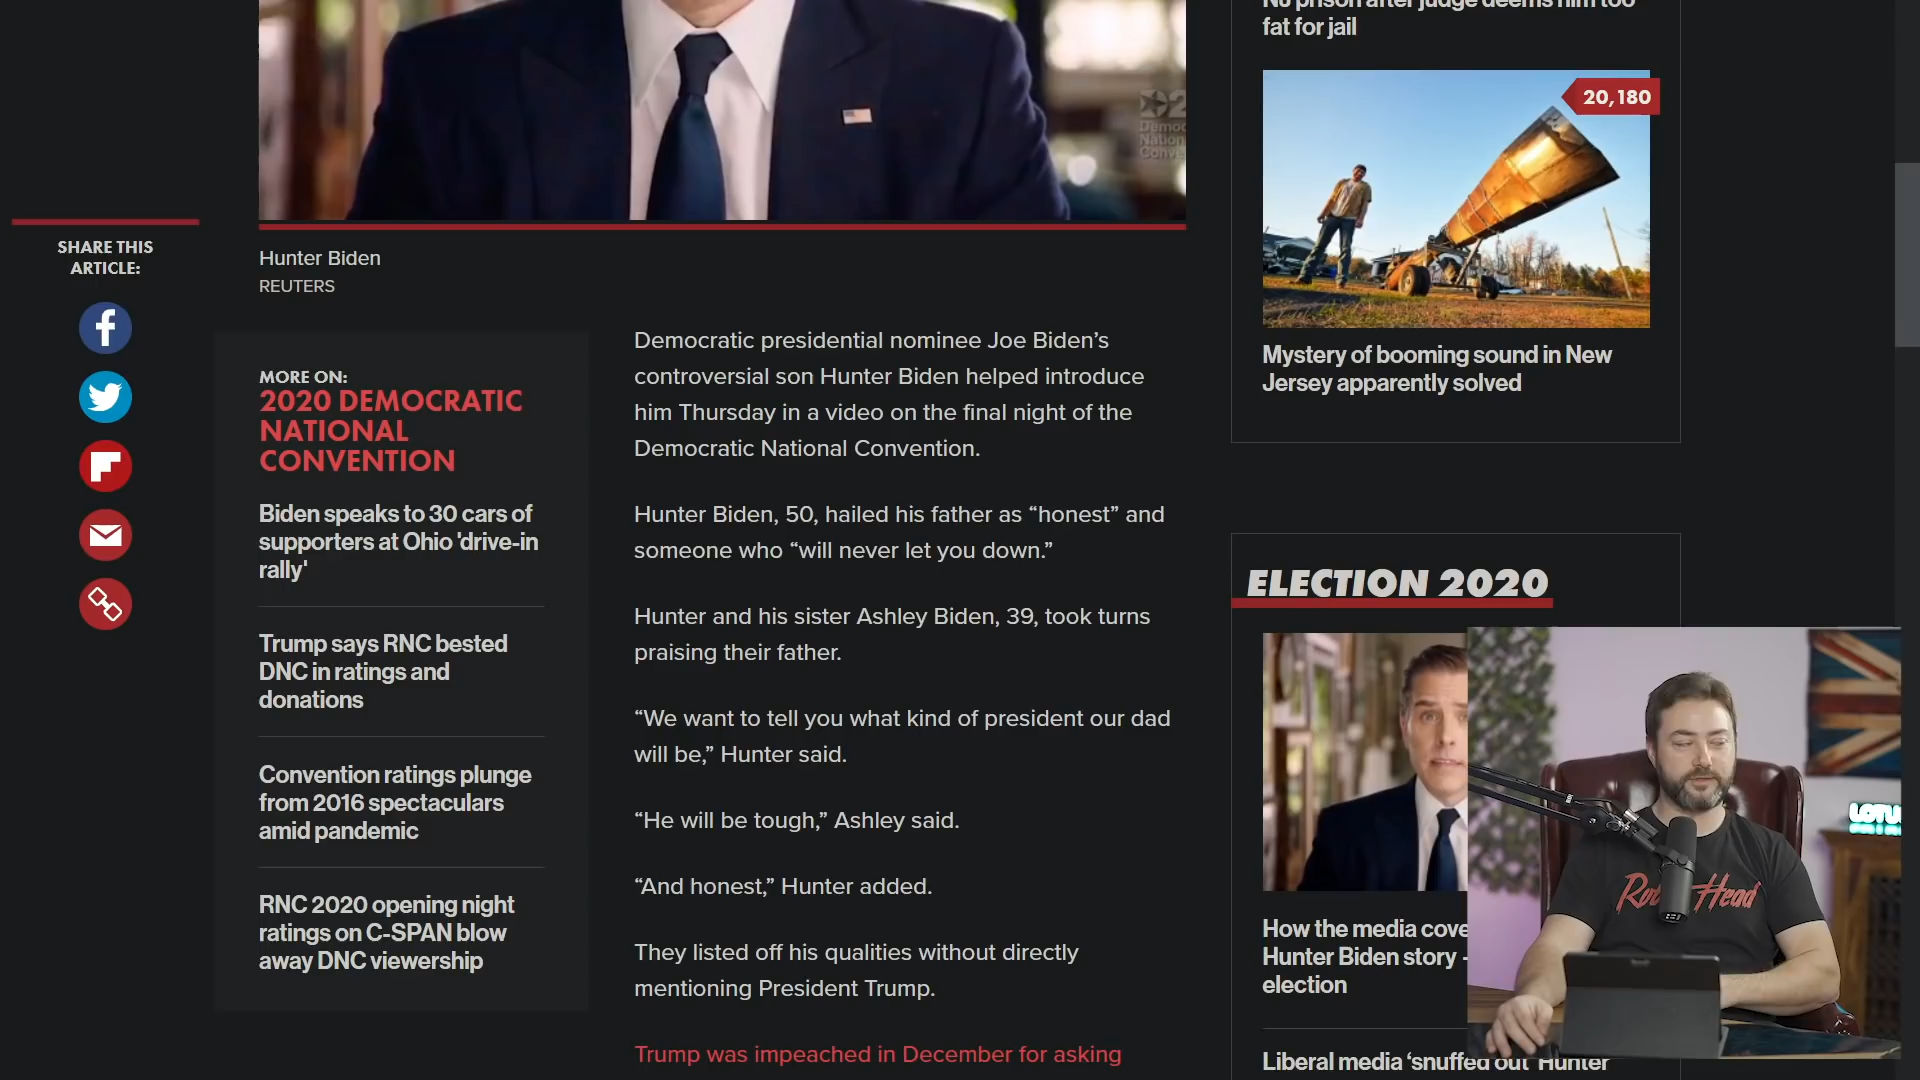 NJ prison after judge deems him too
fat for jail
20,180
Mystery of booming sound in New
Jersey apparently solved
SHARE THIS
ARTICLE:
Hunter Biden
REUTERS
MORE ON:
2020 DEMOCRATIC
NATIONAL
CONVENTION
Biden speaks to 30 cars of
supporters at Ohio 'drive-in
rally'
Trump says RNC bested
DNC in ratings and
donations
Convention ratings plunge
from 2016 spectaculars
amid pandemic
RNC 2020 opening night
ratings on C-SPAN blow
away DNC viewership
Democratic presidential nominee Joe Biden’s
controversial son Hunter Biden helped introduce
him Thursday in a video on the final night of the
Democratic National Convention.
Hunter Biden, 50, hailed his father as “honest” and
someone who “will never let you down.”
Hunter and his sister Ashley Biden, 39, took turns
praising their father.
“We want to tell you what kind of president our dad
will be,” Hunter said.
“He will be tough,” Ashley said.
“And honest,” Hunter added.
They listed off his qualities without directly
mentioning President Trump.
Trump was impeached in December for asking
ELECTION 2020
How the media cove
Hunter Biden story -
election
Liberal media ‘snuffed out’ Hunter